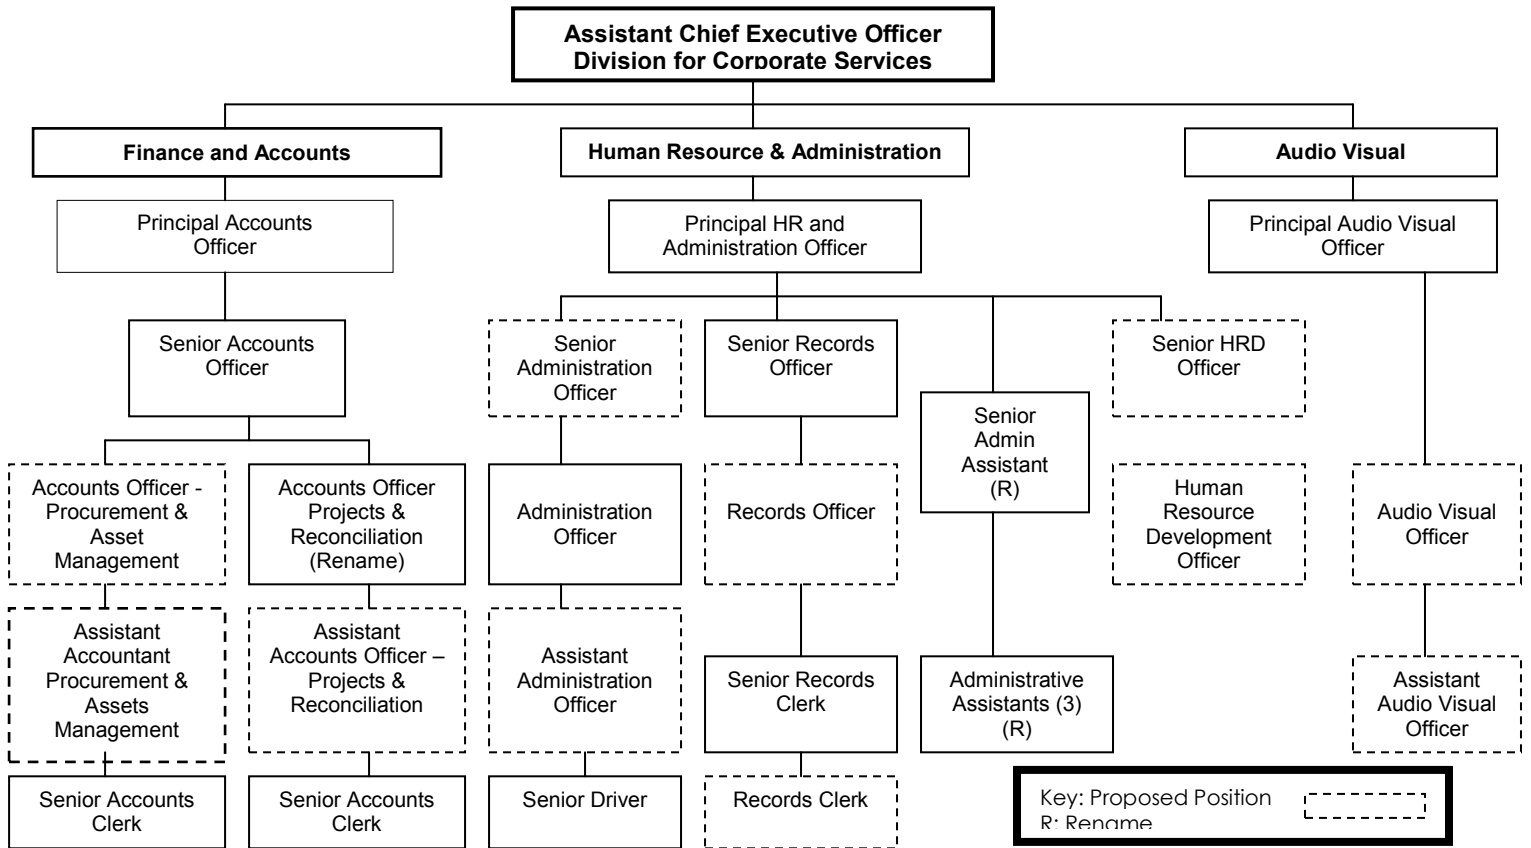 Assistant Chief Executive Officer
Division for Corporate Services
Finance and Accounts
Human Resource & Administration
Audio Visual
Principal Accounts
Officer
Principal HR and
Administration Officer
Principal Audio Visual
Officer
Senior Accounts
Officer
Senior
Administration
Officer
Senior Records
Officer
Senior
Admin
Assistant
(R)
Senior HRD
Officer
Accounts Officer -
Procurement &
Asset
Management
Accounts Officer
Projects &
Reconciliation
(Rename)
Administration
Officer
Records Officer
Human
Resource
Development
Officer
Audio Visual
Officer
Assistant
Accountant
Procurement &
Assets
Management
Assistant
Accounts Officer –
Projects &
Reconciliation
Assistant
Administration
Officer
Senior Records
Clerk
Administrative
Assistants (3)
(R)
Assistant
Audio Visual
Officer
Senior Accounts
Clerk
Senior Accounts
Clerk
Senior Driver
Records Clerk
Key: Proposed Position
R: Rename